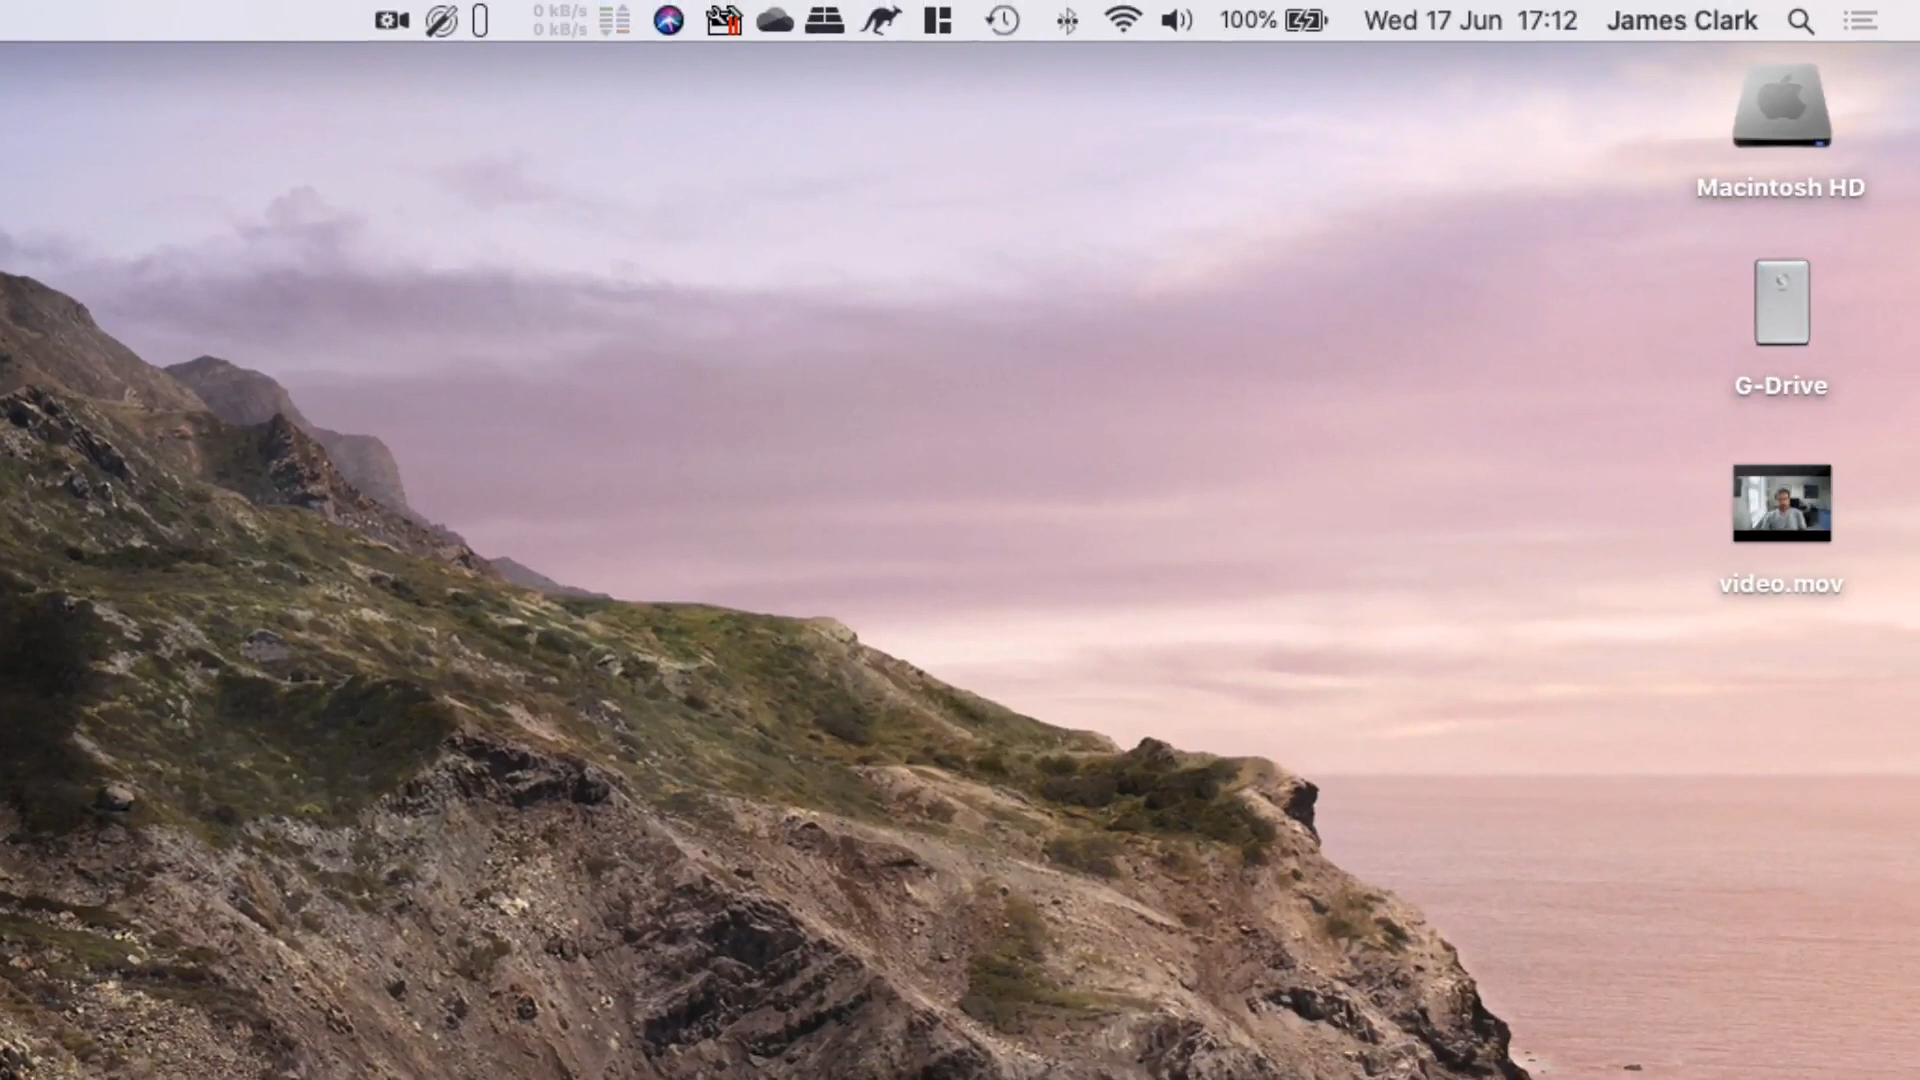 0 kB/s
0 kB/s
100%
Wed 17 Jun 17:12
James Clark
Macintosh HD
G-Drive
video.mov